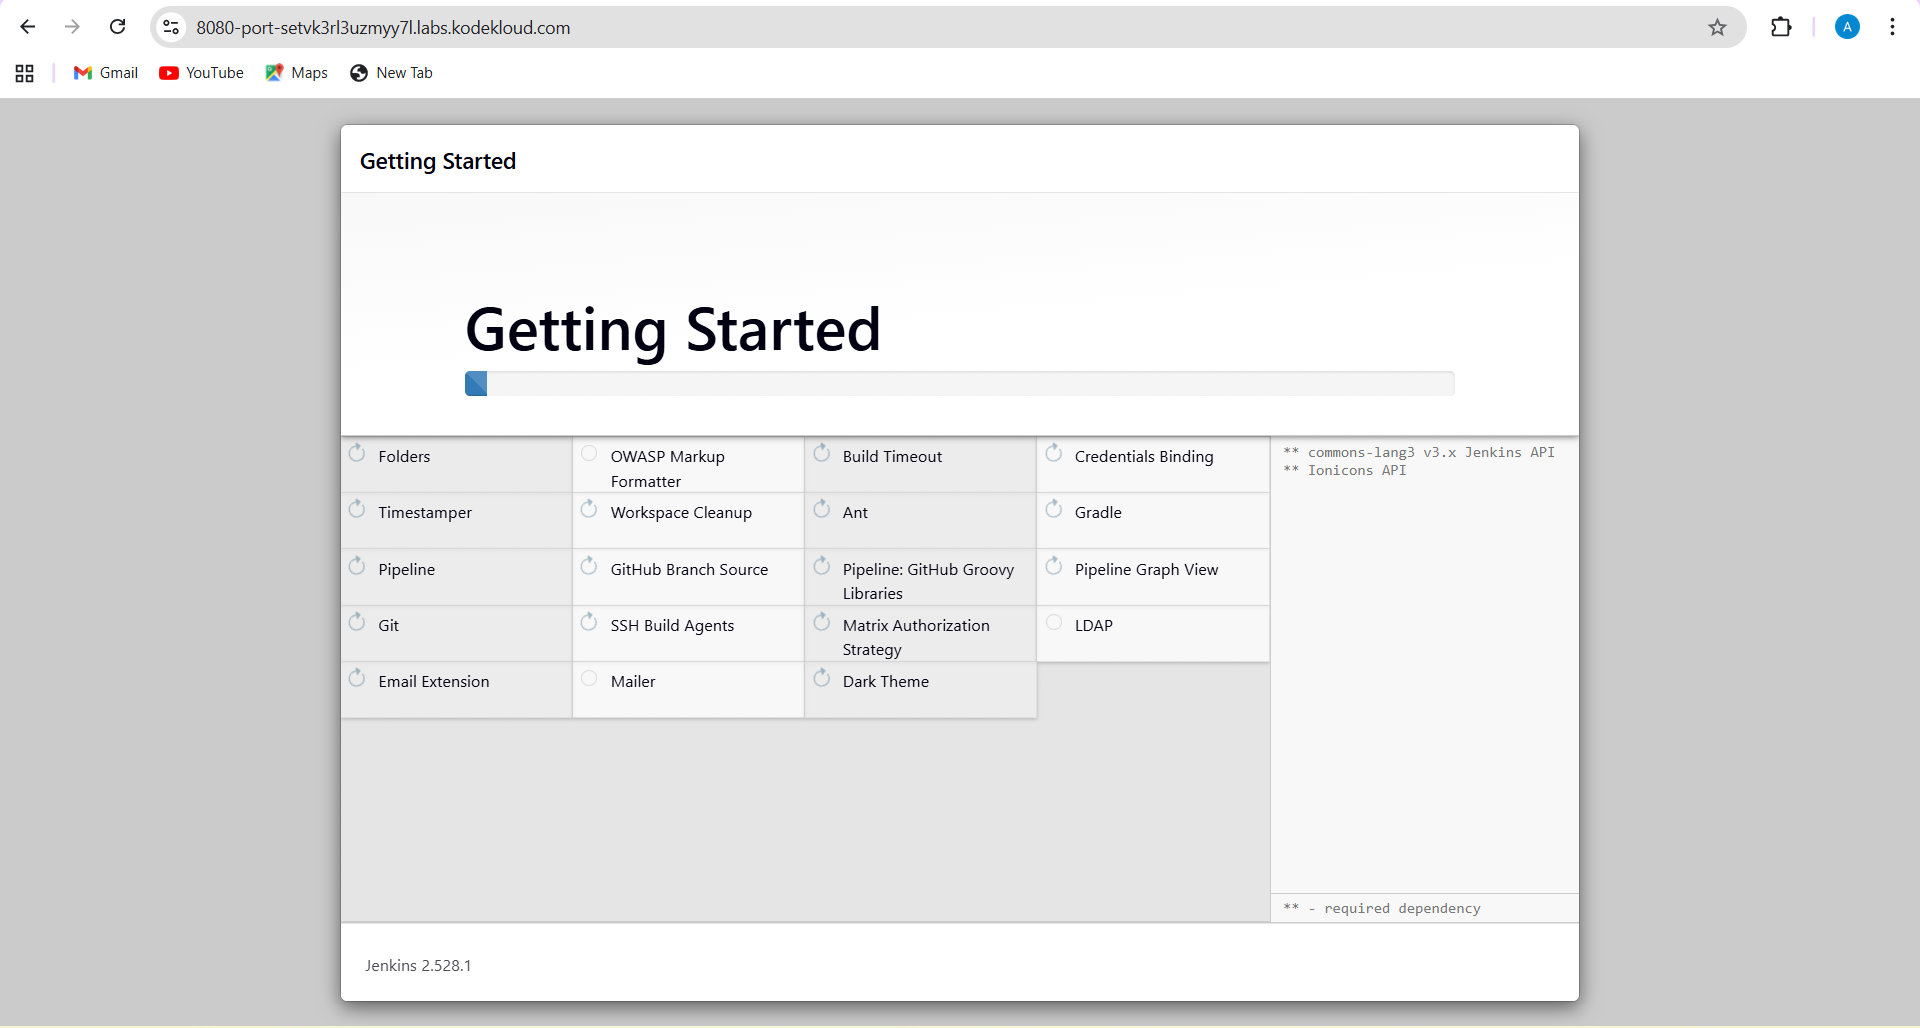 8080-port-setvk3rl3uzmyy7l.labs.kodekloud.com
A
Gmail
YouTube
Maps
New Tab
Getting Started
Getting Started
Folders
OWASP Markup
Formatter
Build Timeout
Credentials Binding
Timestamper
Workspace Cleanup
Ant
Gradle
Pipeline
GitHub Branch Source
Pipeline: GitHub Groovy
Libraries
Pipeline Graph View
Git
SSH Build Agents
Matrix Authorization
Strategy
LDAP
Email Extension
Mailer
Dark Theme
** commons-lang3 v3.x Jenkins API
** Ionicons API
** - required dependency
Jenkins 2.528.1